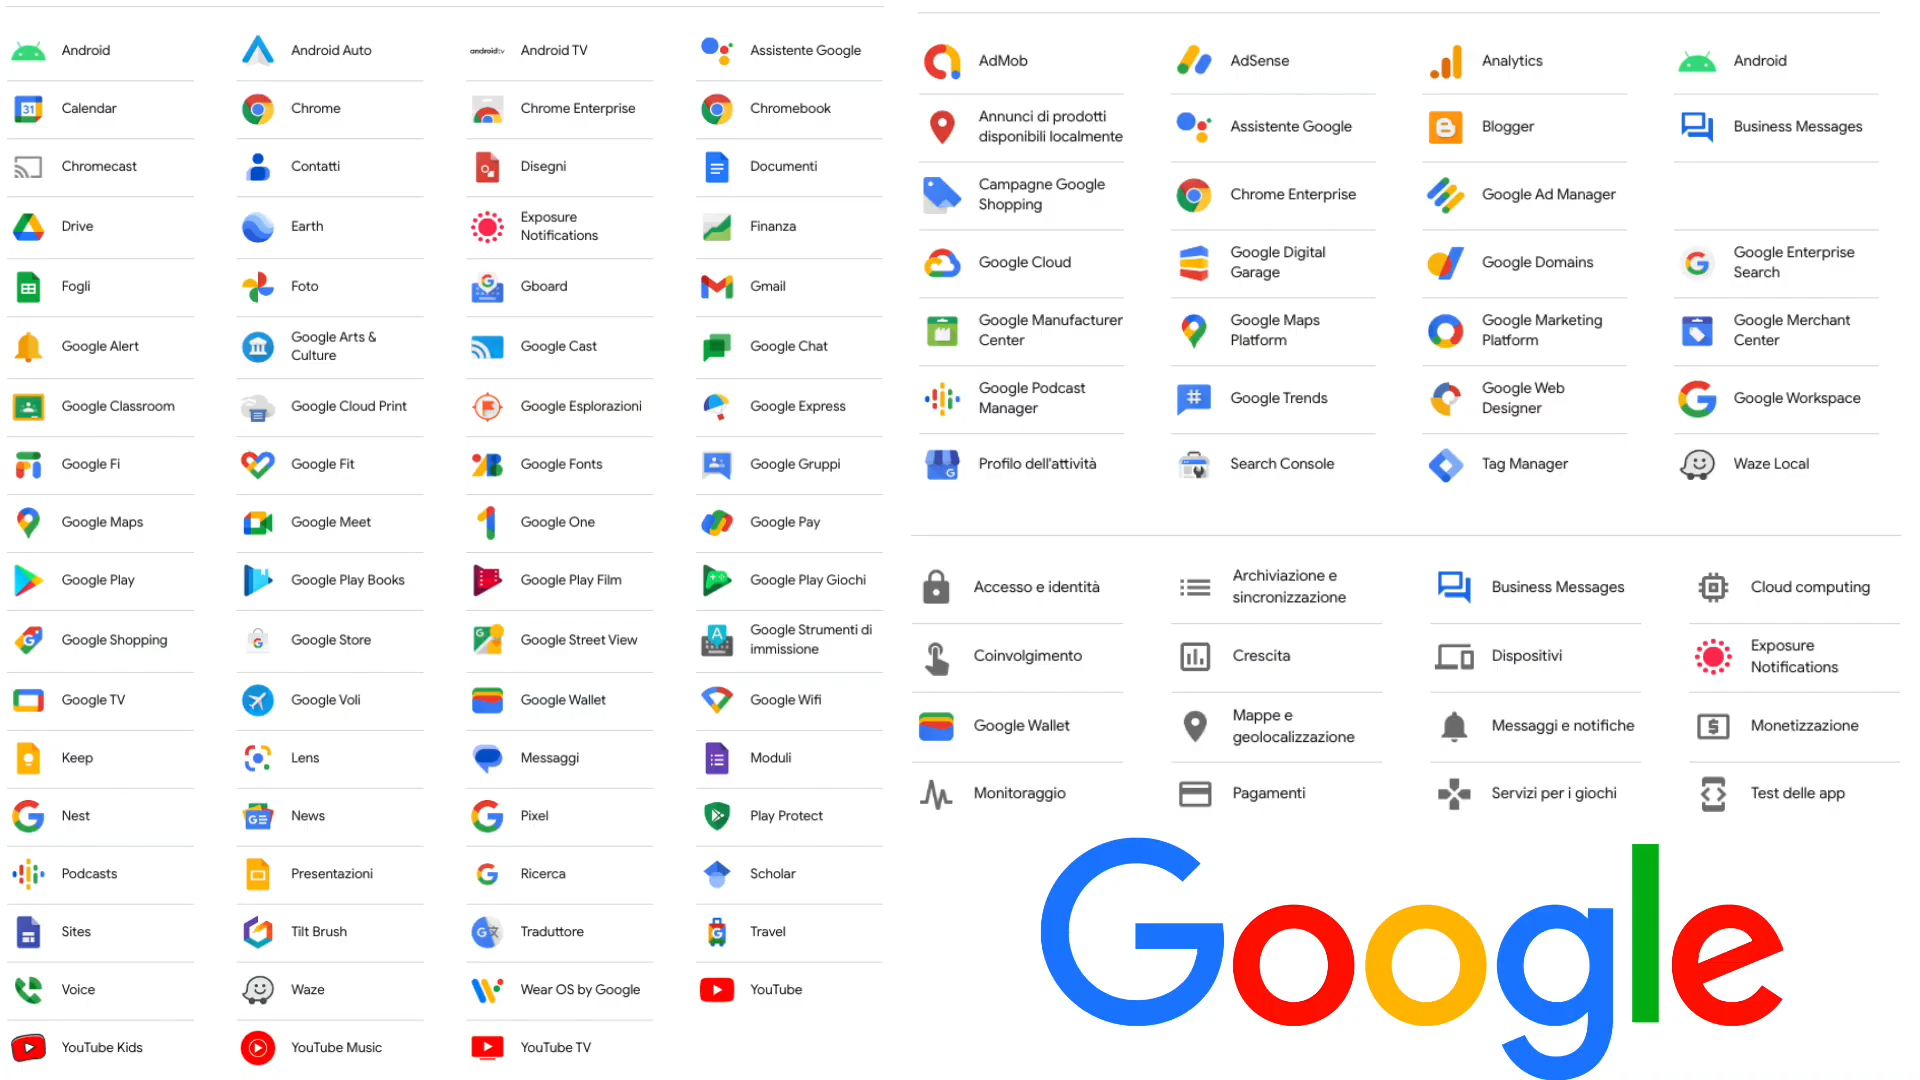 Android
Android Auto
androidtv
Android TV
Assistente Google
31
Calendar
Chrome
Chrome Enterprise
Chromebook
Chromecast
Contatti
Disegni
Documenti
Drive
Earth
Exposure
Notifications
Finanza
Fogli
Foto
G
Gboard
Gmail
Google Alert
Google Arts &
Culture
Google Cast
Google Chat
Google Classroom
Google Cloud Print
Google Esplorazioni
Google Express
Google Fi
Google Fit
Google Fonts
Google Gruppi
Google Maps
Google Meet
1
Google One
Google Pay
Google Play
Google Play Books
Google Play Film
Google Play Giochi
G
Google Shopping
G
Google Store
G
Google Street View
A
Google Strumenti di
immissione
Google TV
Google Voli
Google Wallet
Google Wifi
Keep
Lens
Messaggi
Moduli
G
Nest
GE
News
G
Pixel
Play Protect
Podcasts
Presentazioni
G
Ricerca
Scholar
Sites
Tilt Brush
G文
Traduttore
G
Travel
Voice
Waze
Wear OS by Google
YouTube
YouTube Kids
YouTube Music
YouTube TV
AdMob
AdSense
Analytics
Android
Annunci di prodotti
disponibili localmente
Assistente Google
B
Blogger
Business Messages
Campagne Google
Shopping
Chrome Enterprise
Google Ad Manager
Google Cloud
Google Digital
Garage
Google Domains
G
Google Enterprise
Search
Google Manufacturer
Center
Google Maps
Platform
Google Marketing
Platform
Google Merchant
Center
Google Podcast
Manager
#
Google Trends
Google Web
Designer
G
Google Workspace
G
Profilo dell'attività
Search Console
Tag Manager
Waze Local
Accesso e identità
Archiviazione e
sincronizzazione
Business Messages
Cloud computing
Coinvolgimento
Crescita
Dispositivi
Exposure
Notifications
Google Wallet
Mappe e
geolocalizzazione
Messaggi e notifiche
$
Monetizzazione
Monitoraggio
Pagamenti
Servizi per i giochi
Test delle app
Google